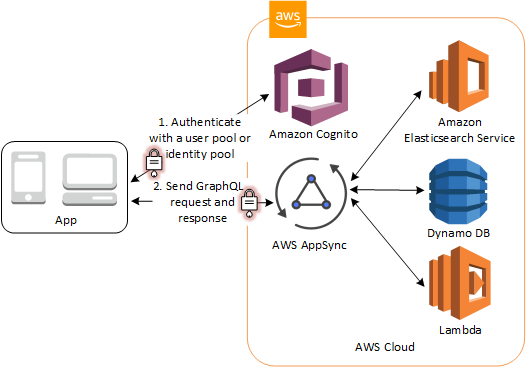 aws
1. Authenticate
with a user pool or
identity pool
Amazon Cognito
Amazon
Elasticsearch Service
2. Send GraphQL
request and
response
App
AWS AppSync
Dynamo DB
Lambda
AWS Cloud